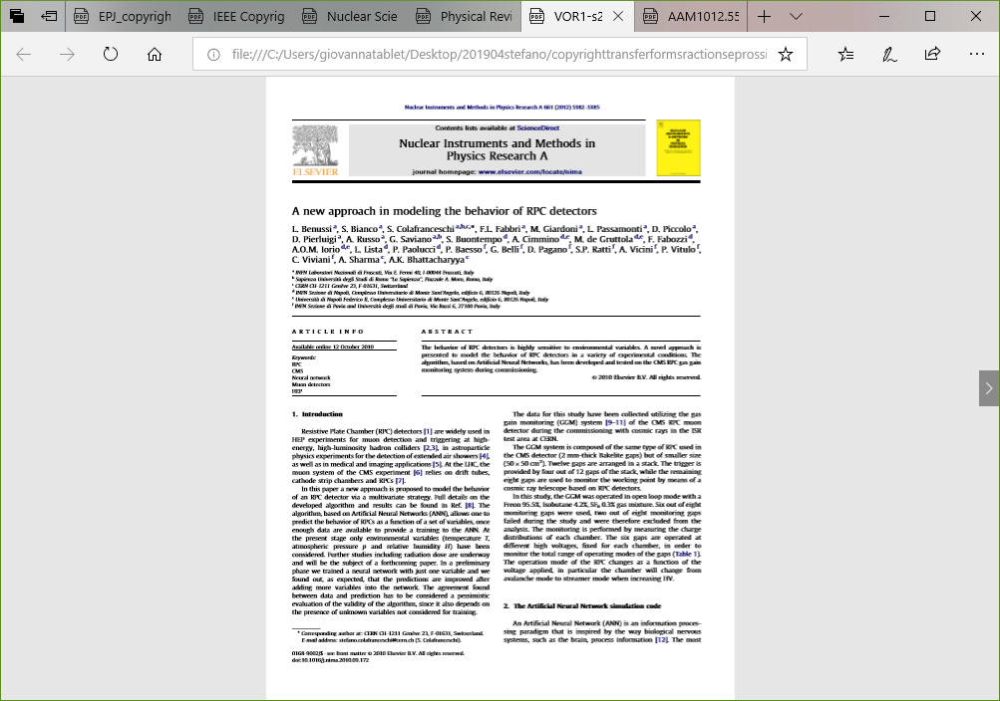 EPJ_copyrigh
IEEE Copyrig
Nuclear Scie
Physical Revi
VOR1-s2
AAM1012.55
file:///C:/Users/giovannatablet/Desktop/201904stefano/copyrighttransferformsractionseprossi
Nuclear Instruments and Methods in Physics Research A 661 (2012) S182–S185
Contents lists available at ScienceDirect
Nuclear Instruments and Methods in
Physics Research A
journal homepage: www.elsevier.com/locate/nima
ELSEVIER
A new approach in modeling the behavior of RPC detectors
L. Benussi a, S. Bianco a, S. Colafranceschi a,b,c,*, F.L. Fabbri a, M. Giardoni a, L. Passamonti a, D. Piccolo a,
D. Pierluigi a, A. Russo a, G. Saviano a,b, S. Buontempo d, A. Cimmino d,e, M. de Gruttola d,e, F. Fabozzi d,
A.O.M. Iorio d,e, L. Lista d, P. Paolucci d, P. Baesso f, G. Belli f, D. Pagano f, S.P. Ratti f, A. Vicini f, P. Vitulo f,
C. Viviani f, A. Sharma c, A.K. Bhattacharyya c
a INFN Laboratori Nazionali di Frascati, Via E. Fermi 40, I-00044 Frascati, Italy
b Sapienza Università degli Studi di Roma "La Sapienza", Piazzale A. Moro, Roma, Italy
c CERN CH-1211 Genéve 23, F-01631, Switzerland
d INFN Sezione di Napoli, Complesso Universitario di Monte Sant'Angelo, edificio 6, 80126 Napoli, Italy
e Università di Napoli Federico II, Complesso Universitario di Monte Sant'Angelo, edificio 6, 80126 Napoli, Italy
f INFN Sezione di Pavia and Università degli studi di Pavia, Via Bassi 6, 27100 Pavia, Italy
ARTICLE INFO
Available online 12 October 2010
Keywords:
RPC
CMS
Neural network
Muon detectors
HEP
ABSTRACT
The behavior of RPC detectors is highly sensitive to environmental variables. A novel approach is
presented to model the behavior of RPC detectors in a variety of experimental conditions. The
algorithm, based on Artificial Neural Networks, has been developed and tested on the CMS RPC gas gain
monitoring system during commissioning.
© 2010 Elsevier B.V. All rights reserved.
1. Introduction
Resistive Plate Chamber (RPC) detectors [1] are widely used in
HEP experiments for muon detection and triggering at high-
energy, high-luminosity hadron colliders [2,3], in astroparticle
physics experiments for the detection of extended air showers [4],
as well as in medical and imaging applications [5]. At the LHC, the
muon system of the CMS experiment [6] relies on drift tubes,
cathode strip chambers and RPCs [7].
In this paper a new approach is proposed to model the behavior
of an RPC detector via a multivariate strategy. Full details on the
developed algorithm and results can be found in Ref. [8]. The
algorithm, based on Artificial Neural Networks (ANN), allows one to
predict the behavior of RPCs as a function of a set of variables, once
enough data are available to provide a training to the ANN. At
the present stage only environmental variables (temperature T,
atmospheric pressure p and relative humidity H) have been
considered. Further studies including radiation dose are underway
and will be the subject of a forthcoming paper. In a preliminary
phase we trained a neural network with just one variable and we
found out, as expected, that the predictions are improved after
adding more variables into the network. The agreement found
between data and prediction has to be considered a pessimistic
evaluation of the validity of the algorithm, since it also depends on
the presence of unknown variables not considered for training.
* Corresponding author at: CERN CH-1211 Genéve 23, F-01631, Switzerland.
E-mail address: stefano.colafranceschi@cern.ch (S. Colafranceschi).
0168-9002/$ - see front matter © 2010 Elsevier B.V. All rights reserved.
doi:10.1016/j.nima.2010.09.172
The data for this study have been collected utilizing the gas
gain monitoring (GGM) system [9–11] of the CMS RPC muon
detector during the commissioning with cosmic rays in the ISR
test area at CERN.
The GGM system is composed of the same type of RPC used in
the CMS detector (2 mm-thick Bakelite gaps) but of smaller size
(50 × 50 cm²). Twelve gaps are arranged in a stack. The trigger is
provided by four out of 12 gaps of the stack, while the remaining
eight gaps are used to monitor the working point by means of a
cosmic ray telescope based on RPC detectors.
In this study, the GGM was operated in open loop mode with a
Freon 95.5%, Isobutane 4.2%, SF₆ 0.3% gas mixture. Six out of eight
monitoring gaps were used, two out of eight monitoring gaps
failed during the study and were therefore excluded from the
analysis. The monitoring is performed by measuring the charge
distributions of each chamber. The six gaps are operated at
different high voltages, fixed for each chamber, in order to
monitor the total range of operating modes of the gaps (Table 1).
The operation mode of the RPC changes as a function of the
voltage applied, in particular the chamber will change from
avalanche mode to streamer mode when increasing HV.
2. The Artificial Neural Network simulation code
An Artificial Neural Network (ANN) is an information proces-
sing paradigm that is inspired by the way biological nervous
systems, such as the brain, process information [12]. The most